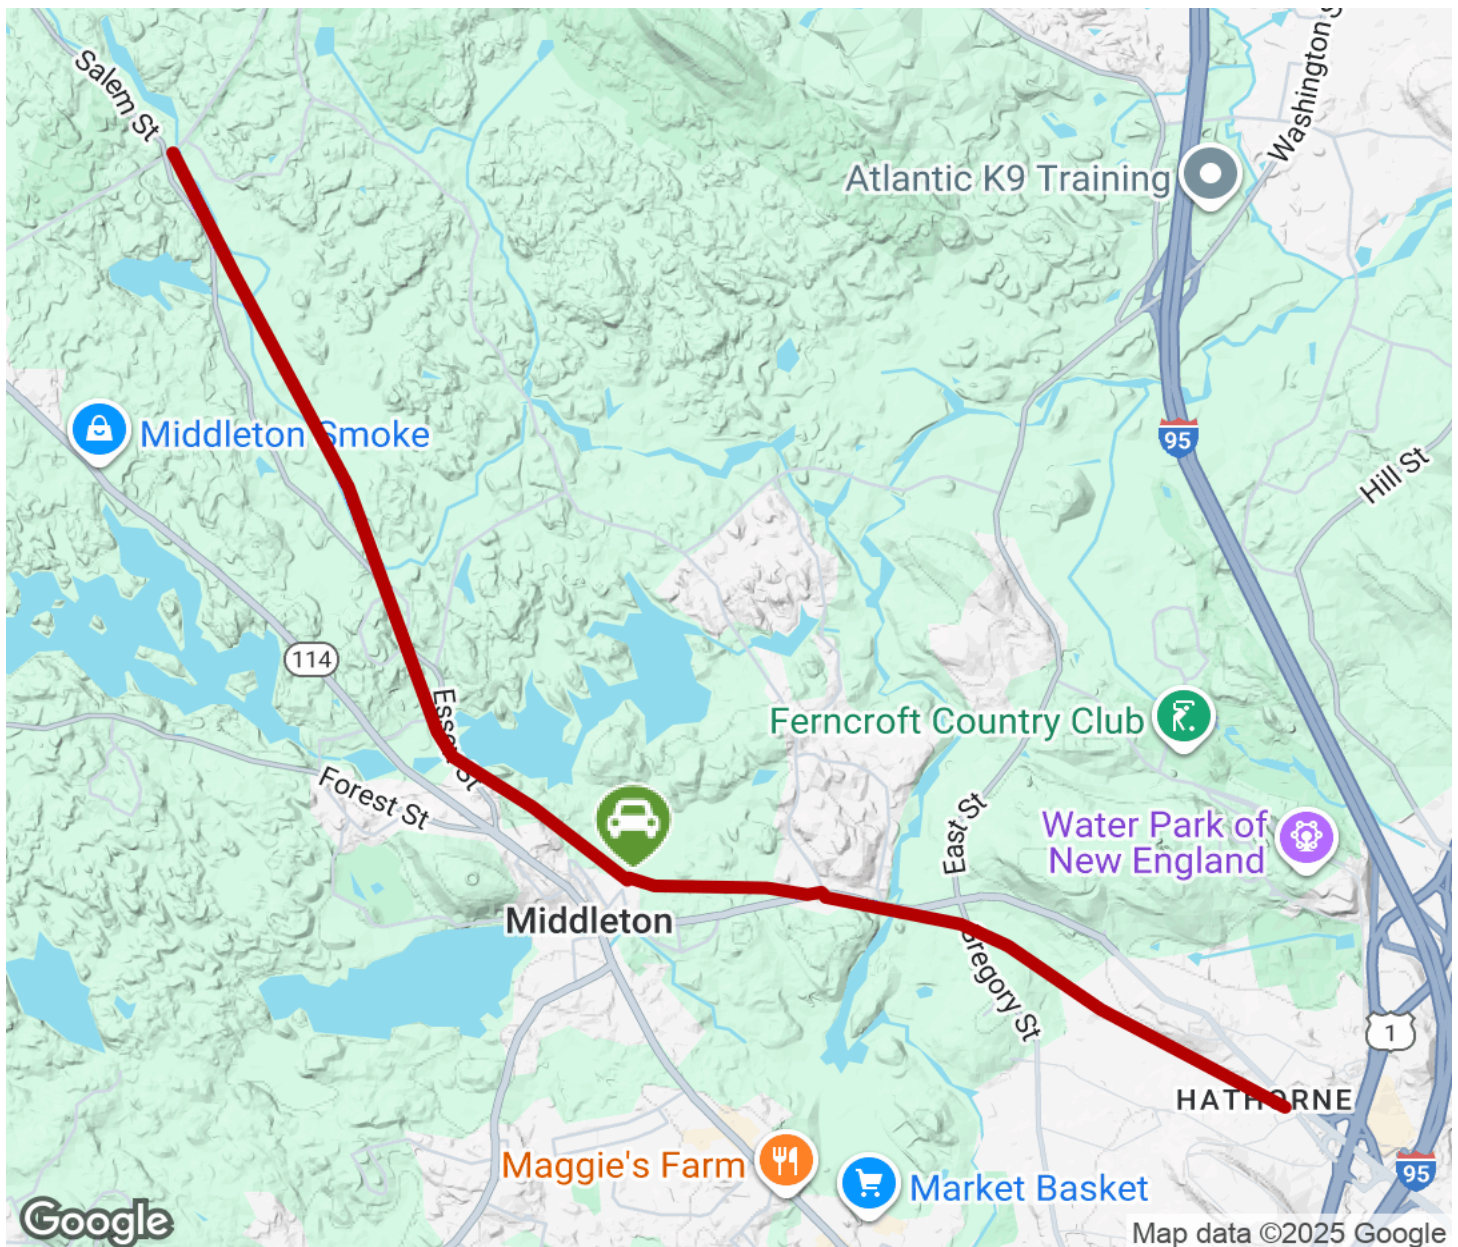 Salem St
Washington S
Atlantic K9 Training
Middleton Smoke
95
Hill St
114
Essex St
Ferncroft Country Club
Forest St
East St
Water Park of
New England
Middleton
Gregory St
1
HATHORNE
Maggie's Farm
Market Basket
95
Google
Map data ©2025 Google